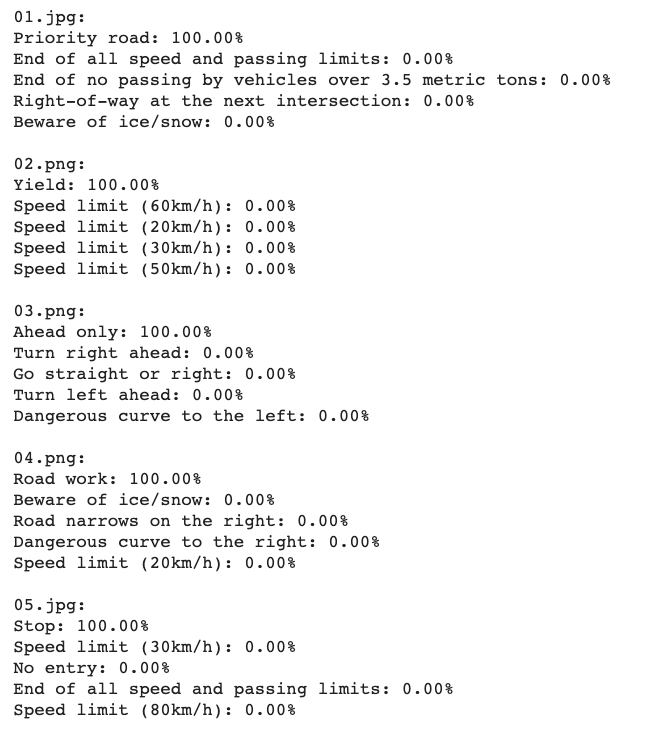 01.jpg:
Priority road: 100.00%
End of all speed and passing limits: 0.00%
End of no passing by vehicles over 3.5 metric tons: 0.00%
Right-of-way at the next intersection: 0.00%
Beware of ice/snow: 0.00%

02.png:
Yield: 100.00%
Speed limit (60km/h): 0.00%
Speed limit (20km/h): 0.00%
Speed limit (30km/h): 0.00%
Speed limit (50km/h): 0.00%

03.png:
Ahead only: 100.00%
Turn right ahead: 0.00%
Go straight or right: 0.00%
Turn left ahead: 0.00%
Dangerous curve to the left: 0.00%

04.png:
Road work: 100.00%
Beware of ice/snow: 0.00%
Road narrows on the right: 0.00%
Dangerous curve to the right: 0.00%
Speed limit (20km/h): 0.00%

05.jpg:
Stop: 100.00%
Speed limit (30km/h): 0.00%
No entry: 0.00%
End of all speed and passing limits: 0.00%
Speed limit (80km/h): 0.00%